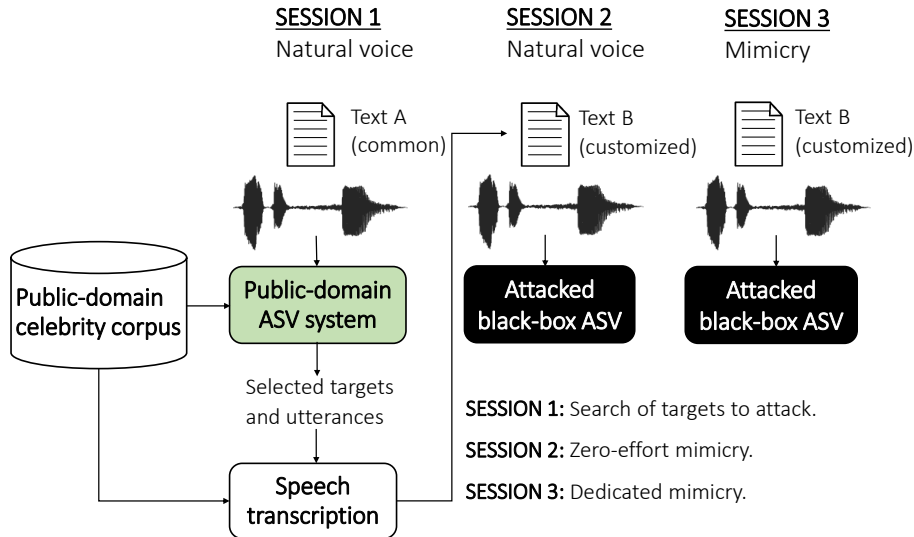 SESSION 1
Natural voice
SESSION 2
Natural voice
SESSION 3
Mimicry
Text A
(common)
Text B
(customized)
Text B
(customized)
Public-domain
celebrity corpus
Public-domain
ASV system
Attacked
black-box ASV
Attacked
black-box ASV
Selected targets
and utterances
Speech
transcription
SESSION 1: Search of targets to attack.
SESSION 2: Zero-effort mimicry.
SESSION 3: Dedicated mimicry.